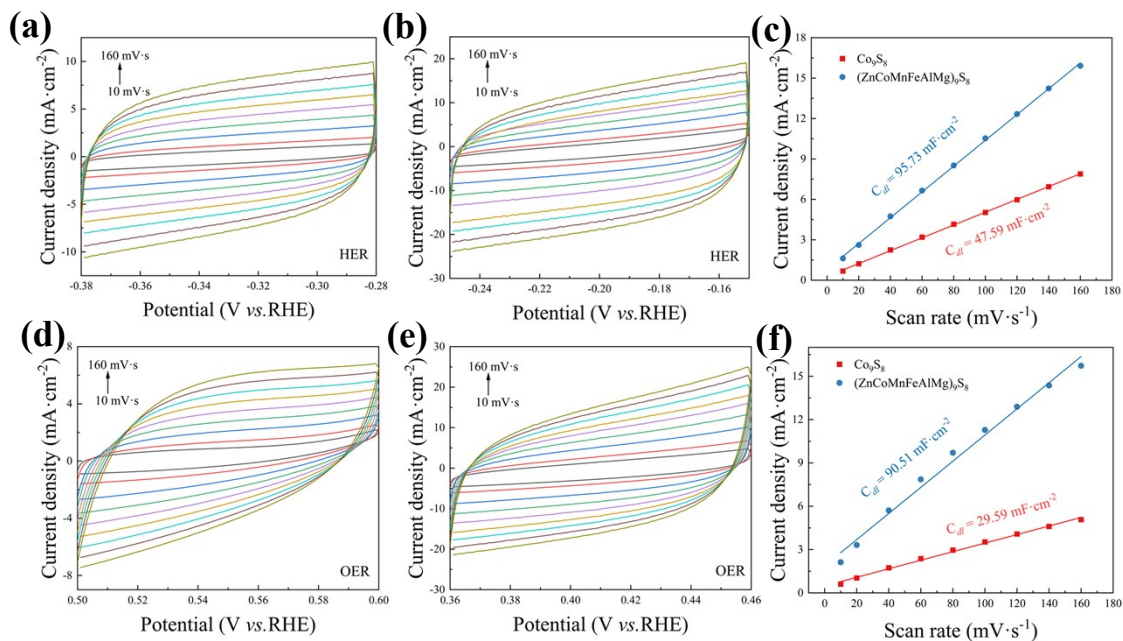 (a)
Current density (mA·cm⁻²)
10
5
0
-5
-10
160 mV·s
10 mV·s
HER
-0.38 -0.36 -0.34 -0.32 -0.30 -0.28
Potential (V vs.RHE)
(b)
Current density (mA·cm⁻²)
20
10
0
-10
-20
-30
160 mV·s
10 mV·s
HER
-0.24 -0.22 -0.20 -0.18 -0.16
Potential (V vs.RHE)
(c)
Current density (mA·cm⁻²)
18
15
12
9
6
3
0
Co₉S₈
(ZnCoMnFeAlMg)₉S₈
C_dl = 95.73 mF·cm⁻²
C_dl = 47.59 mF·cm⁻²
0 20 40 60 80 100 120 140 160 180
Scan rate (mV·s⁻¹)
(d)
Current density (mA·cm⁻²)
8
4
0
-4
-8
160 mV·s
10 mV·s
OER
0.50 0.52 0.54 0.56 0.58 0.60
Potential (V vs.RHE)
(e)
Current density (mA·cm⁻²)
30
20
10
0
-10
-20
-30
160 mV·s
10 mV·s
OER
0.36 0.38 0.40 0.42 0.44 0.46
Potential (V vs.RHE)
(f)
Current density (mA·cm⁻²)
15
12
9
6
3
0
Co₉S₈
(ZnCoMnFeAlMg)₉S₈
C_dl = 90.51 mF·cm⁻²
C_dl = 29.59 mF·cm⁻²
0 20 40 60 80 100 120 140 160 180
Scan rate (mV·s⁻¹)